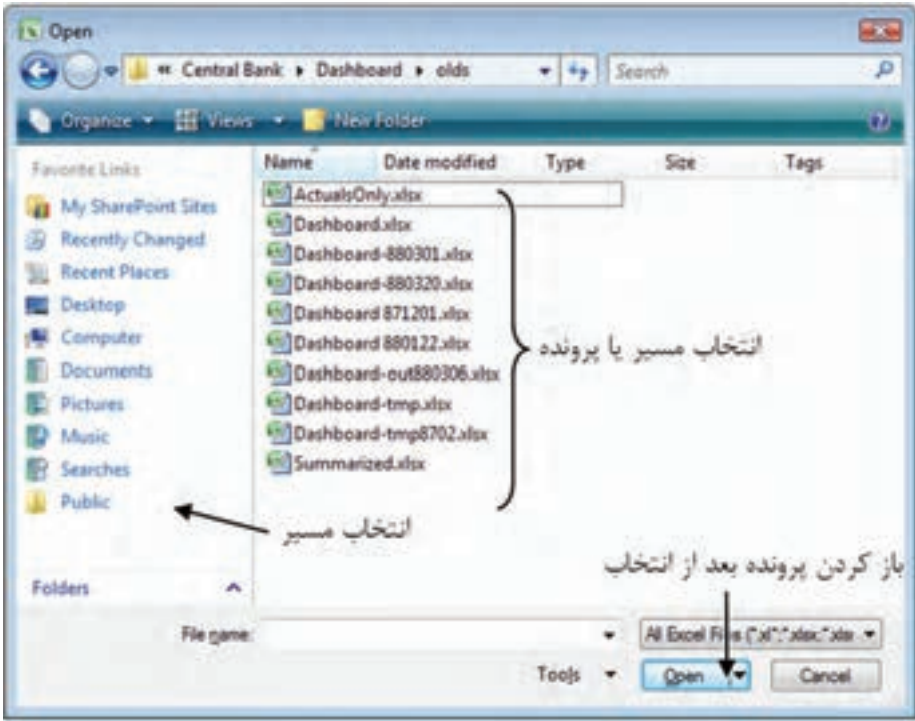 Open
« Central Bank ▸ Dashboard ▸ olds
Search
Organize
Views
New Folder
Favorite Links
My SharePoint Sites
Recently Changed
Recent Places
Desktop
Computer
Documents
Pictures
Music
Searches
Public
Folders
Name Date modified Type Size Tags
ActualsOnly.xlsx
Dashboard.xlsx
Dashboard-880301.xlsx
Dashboard-880320.xlsx
Dashboard 871201.xlsx
Dashboard 880122.xlsx
Dashboard-out880306.xlsx
Dashboard-tmp.xlsx
Dashboard-tmp8702.xlsx
Summarized.xlsx
انتخاب مسیر یا پرونده
انتخاب مسیر
باز کردن پرونده بعد از انتخاب
File name:
All Excel Files (*.xl*;*.xlsx;*.xlsx
Tools
Open
Cancel